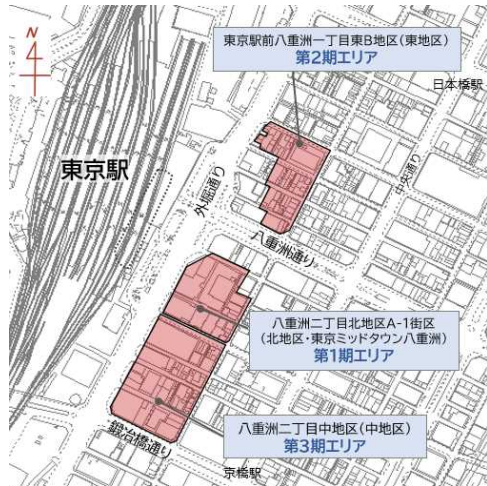 N
東京駅前八重洲一丁目東B地区(東地区)
第2期エリア
日本橋駅
東京駅
外堀通り
中央通り
八重洲通り
八重洲二丁目北地区A-1街区
(北地区・東京ミッドタウン八重洲)
第1期エリア
八重洲二丁目中地区(中地区)
第3期エリア
鍛冶橋通り
京橋駅